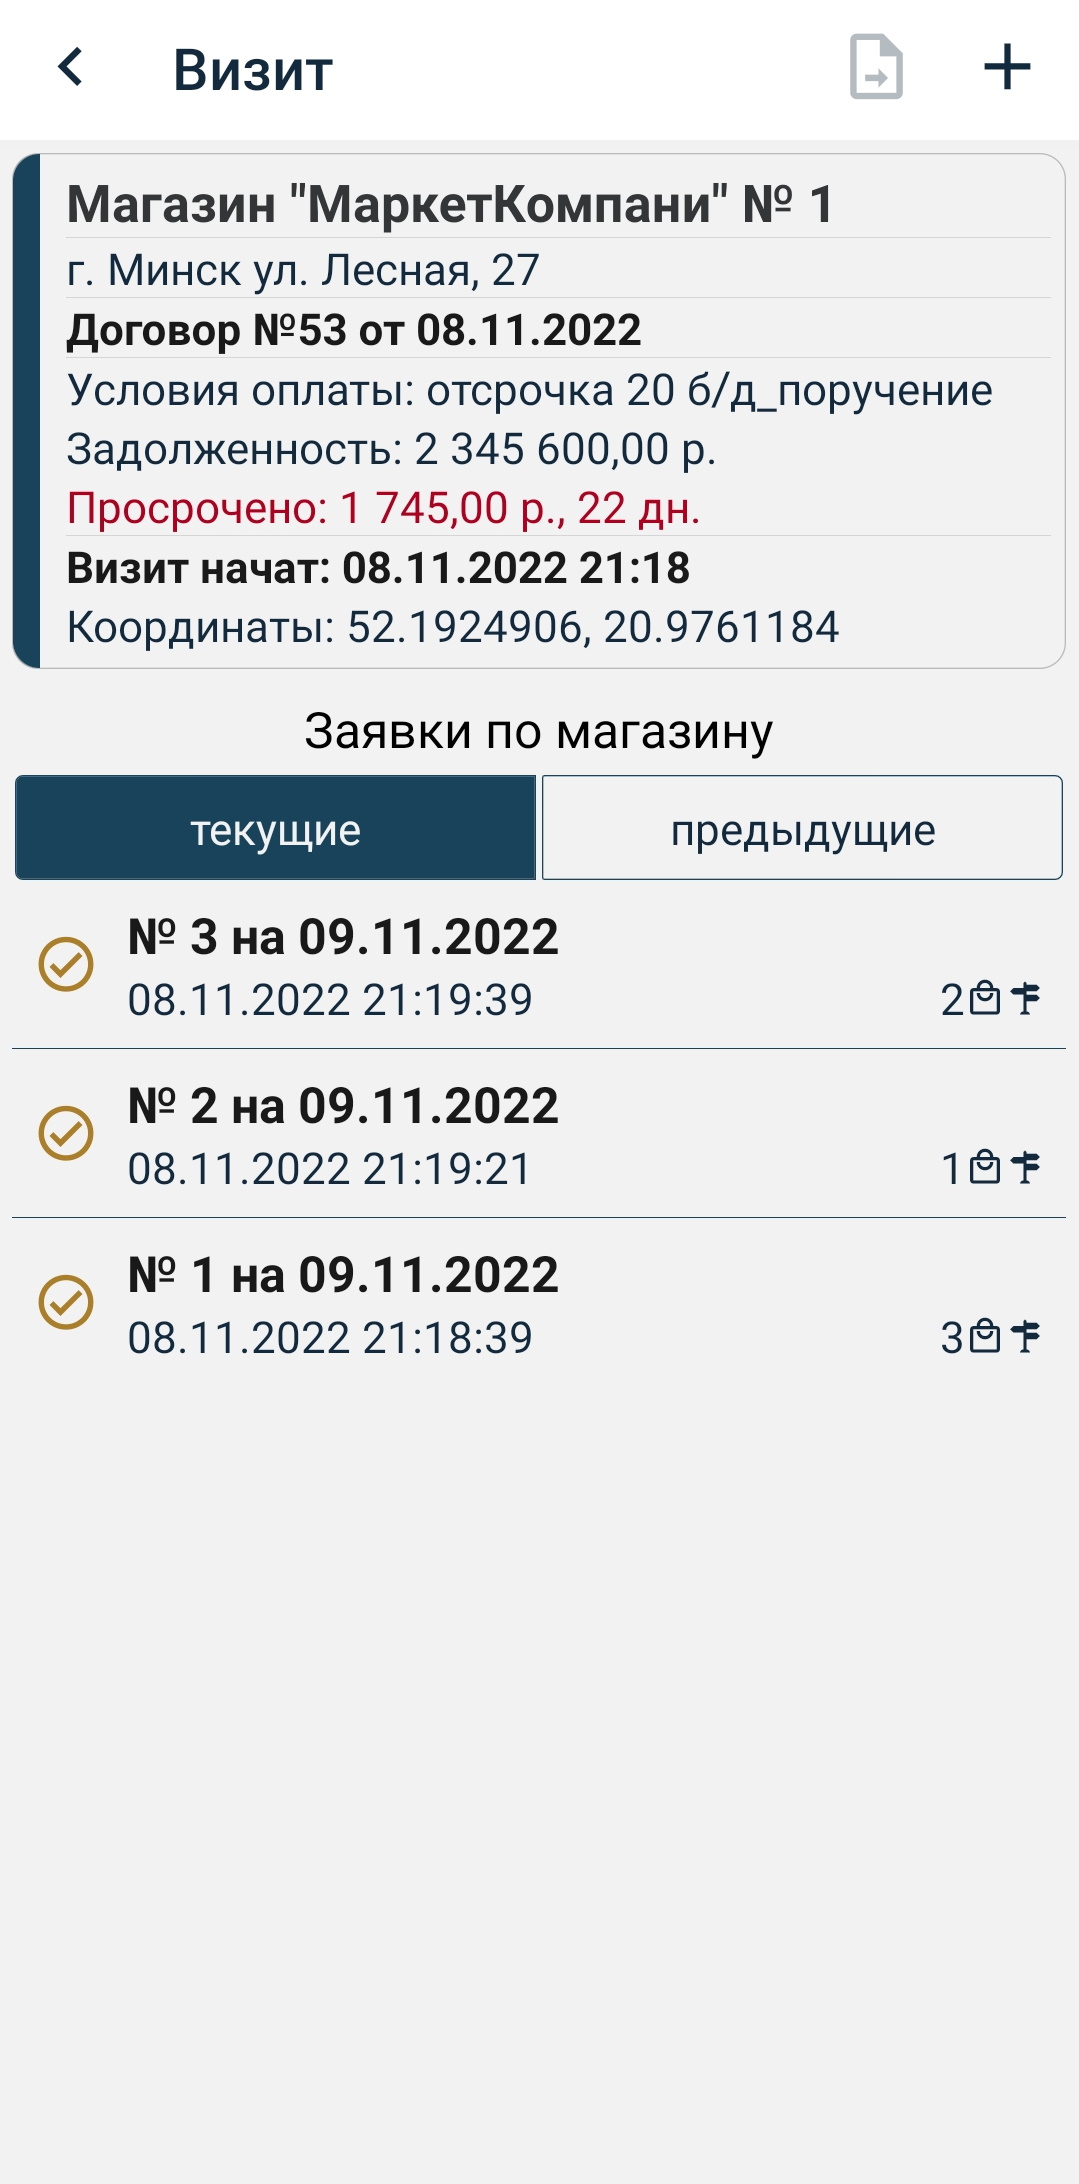 Визит
Магазин "МаркетКомпани" № 1
г. Минск ул. Лесная, 27
Договор №53 от 08.11.2022
Условия оплаты: отсрочка 20 б/д_поручение
Задолженность: 2 345 600,00 р.
Просрочено: 1 745,00 р., 22 дн.
Визит начат: 08.11.2022 21:18
Координаты: 52.1924906, 20.9761184
Заявки по магазину
текущие предыдущие
№ 3 на 09.11.2022
08.11.2022 21:19:39 2
№ 2 на 09.11.2022
08.11.2022 21:19:21 1
№ 1 на 09.11.2022
08.11.2022 21:18:39 3